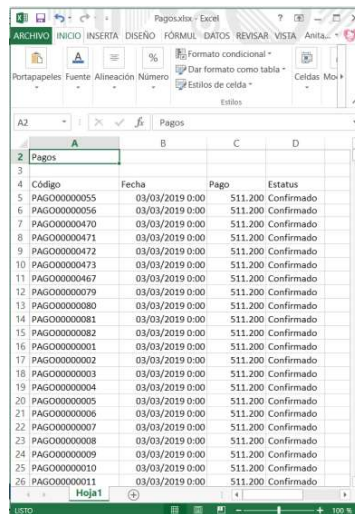 Pagos.xlsx - Excel
ARCHIVO INICIO INSERTA DISEÑO FÓRMUL DATOS REVISAR VISTA Anita...
Portapapeles Fuente Alineación Número
Formato condicional
Dar formato como tabla
Estilos de celda
Celdas
Estilos
A2 fx Pagos
A B C D
2 Pagos
3
4 Código Fecha Pago Estatus
5 PAGO00000055 03/03/2019 0:00 511.200 Confirmado
6 PAGO00000056 03/03/2019 0:00 511.200 Confirmado
7 PAGO00000470 03/03/2019 0:00 511.200 Confirmado
8 PAGO00000471 03/03/2019 0:00 511.200 Confirmado
9 PAGO00000472 03/03/2019 0:00 511.200 Confirmado
10 PAGO00000473 03/03/2019 0:00 511.200 Confirmado
11 PAGO00000467 03/03/2019 0:00 511.200 Confirmado
12 PAGO00000079 03/03/2019 0:00 511.200 Confirmado
13 PAGO00000080 03/03/2019 0:00 511.200 Confirmado
14 PAGO00000081 03/03/2019 0:00 511.200 Confirmado
15 PAGO00000082 03/03/2019 0:00 511.200 Confirmado
16 PAGO00000001 03/03/2019 0:00 511.200 Confirmado
17 PAGO00000002 03/03/2019 0:00 511.200 Confirmado
18 PAGO00000003 03/03/2019 0:00 511.200 Confirmado
19 PAGO00000004 03/03/2019 0:00 511.200 Confirmado
20 PAGO00000005 03/03/2019 0:00 511.200 Confirmado
21 PAGO00000006 03/03/2019 0:00 511.200 Confirmado
22 PAGO00000007 03/03/2019 0:00 511.200 Confirmado
23 PAGO00000008 03/03/2019 0:00 511.200 Confirmado
24 PAGO00000009 03/03/2019 0:00 511.200 Confirmado
25 PAGO00000010 03/03/2019 0:00 511.200 Confirmado
26 PAGO00000011 03/03/2019 0:00 511.200 Confirmado
Hoja1
LISTO 100 %